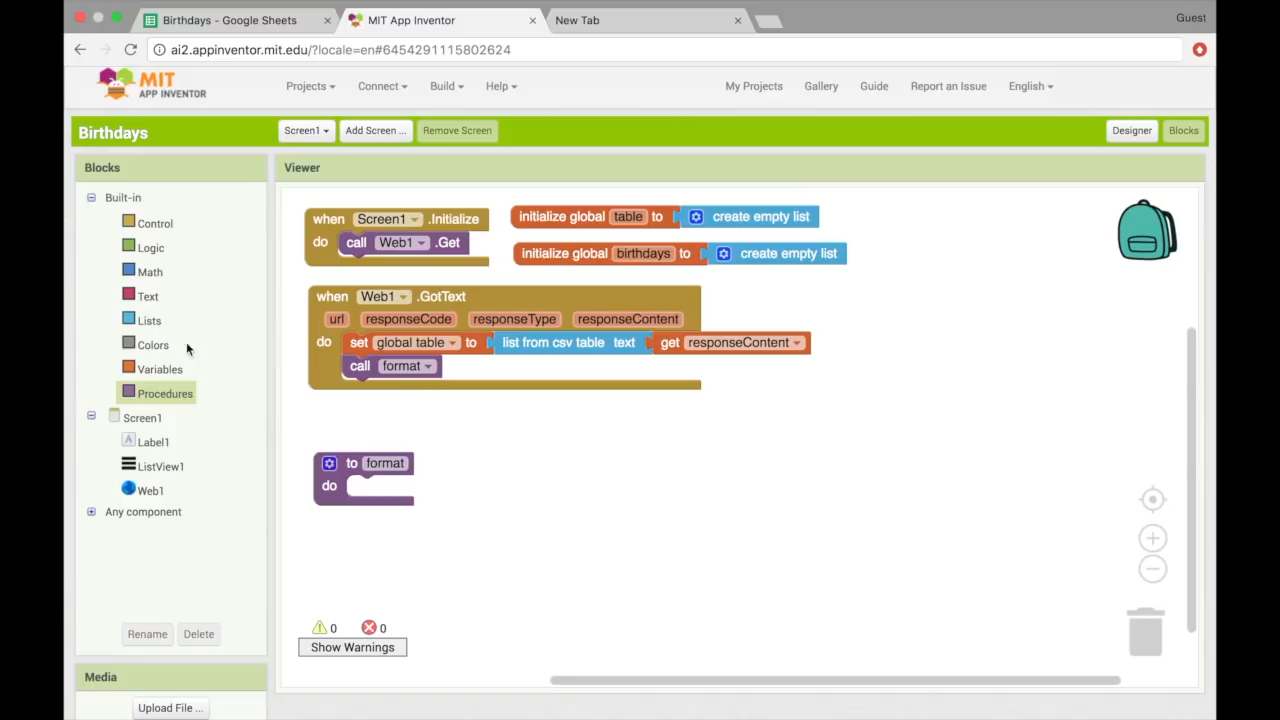 Birthdays - Google Sheets
MIT App Inventor
New Tab
Guest
ai2.appinventor.mit.edu/?locale=en#6454291115802624
MIT
APP INVENTOR
Projects
Connect
Build
Help
My Projects
Gallery
Guide
Report an Issue
English
Birthdays
Screen1
Add Screen ...
Remove Screen
Designer
Blocks
Blocks
Viewer
Built-in
Control
Logic
Math
Text
Lists
Colors
Variables
Procedures
Screen1
A Label1
ListView1
Web1
Any component
Rename
Delete
Media
Upload File ...
when Screen1 .Initialize
do call Web1 .Get
initialize global table to create empty list
initialize global birthdays to create empty list
when Web1 .GotText
url responseCode responseType responseContent
do set global table to list from csv table text get responseContent
call format
to format
do
0 0
Show Warnings